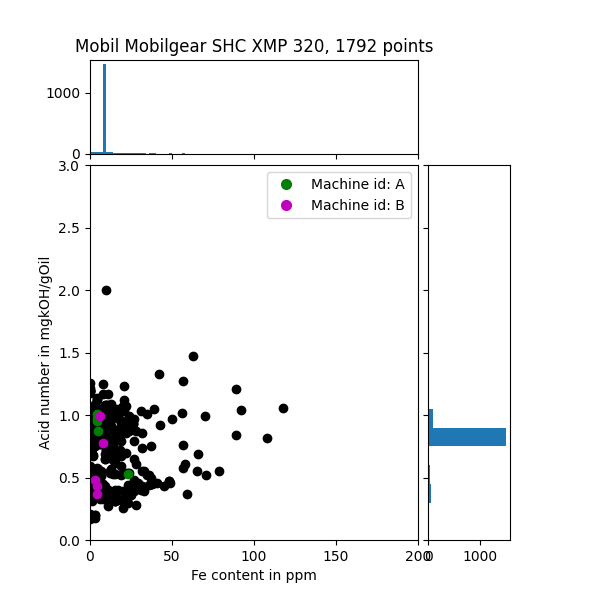 Mobil Mobilgear SHC XMP 320, 1792 points
1000
0
3.0
2.5
2.0
1.5
1.0
0.5
0.0
Machine id: A
Machine id: B
Acid number in mgkOH/gOil
0 50 100 150 200
0 1000
Fe content in ppm